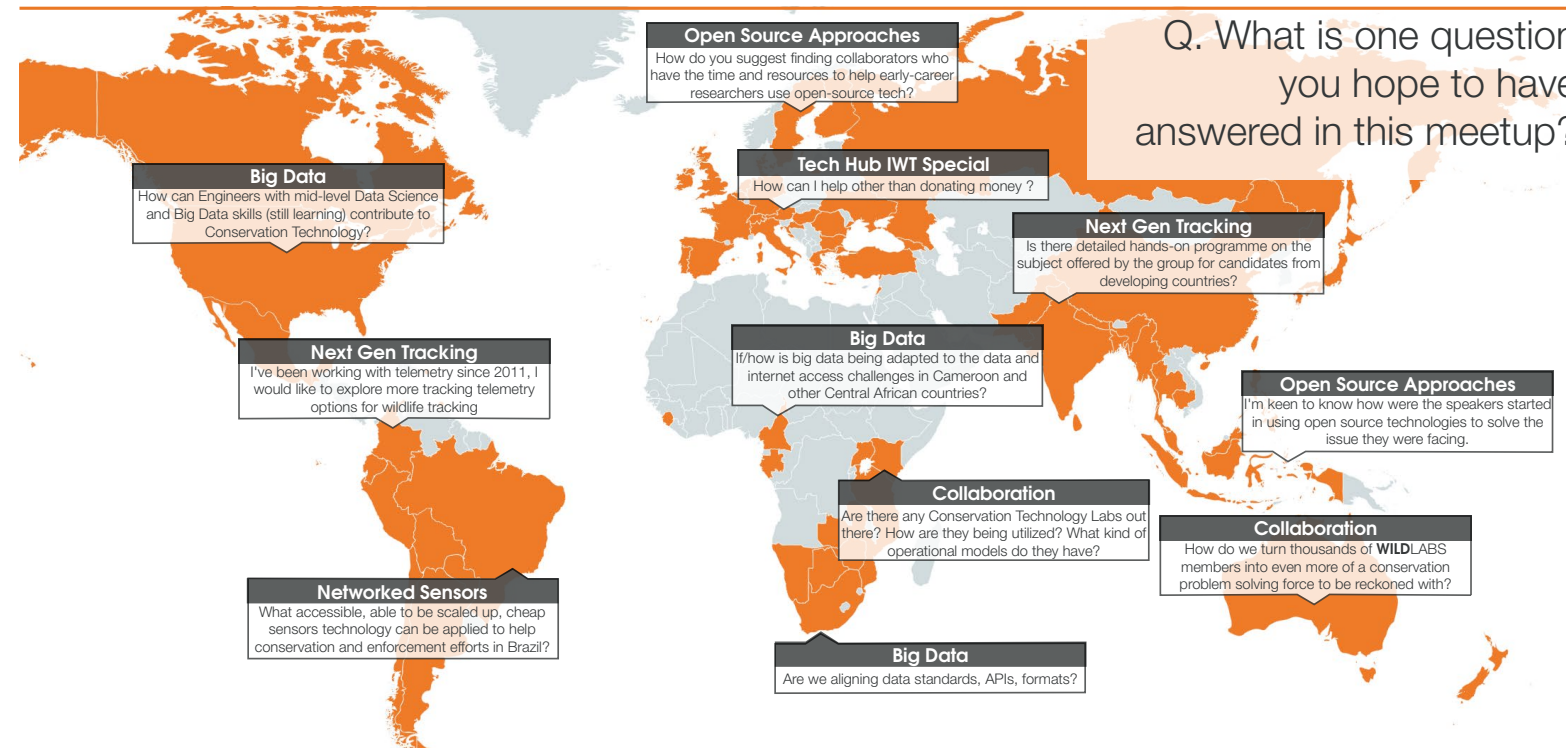 Q. What is one question
you hope to have
answered in this meetup?
Open Source Approaches
How do you suggest finding collaborators who
have the time and resources to help early-career
researchers use open-source tech?
Tech Hub IWT Special
How can I help other than donating money ?
Big Data
How can Engineers with mid-level Data Science
and Big Data skills (still learning) contribute to
Conservation Technology?
Next Gen Tracking
Is there detailed hands-on programme on the
subject offered by the group for candidates from
developing countries?
Next Gen Tracking
I've been working with telemetry since 2011, I
would like to explore more tracking telemetry
options for wildlife tracking
Big Data
If/how is big data being adapted to the data and
internet access challenges in Cameroon and
other Central African countries?
Open Source Approaches
I'm keen to know how were the speakers started
in using open source technologies to solve the
issue they were facing.
Collaboration
Are there any Conservation Technology Labs out
there? How are they being utilized? What kind of
operational models do they have?
Collaboration
How do we turn thousands of WILDLABS
members into even more of a conservation
problem solving force to be reckoned with?
Networked Sensors
What accessible, able to be scaled up, cheap
sensors technology can be applied to help
conservation and enforcement efforts in Brazil?
Big Data
Are we aligning data standards, APIs, formats?